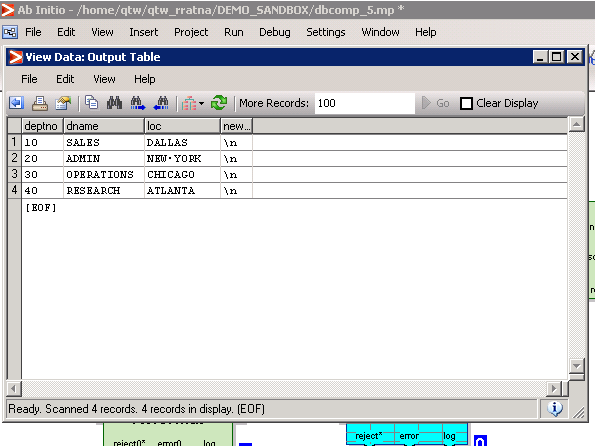 Ab Initio - /home/qtw/qtw_rratna/DEMO_SANDBOX/dbcomp_5.mp *
File Edit View Insert Project Run Debug Settings Window Help
View Data: Output Table
File Edit View Help
More Records: 100 Go Clear Display
deptno dname loc new...
1 10 SALES DALLAS \n
2 20 ADMIN NEW·YORK \n
3 30 OPERATIONS CHICAGO \n
4 40 RESEARCH ATLANTA \n
[EOF]
Ready. Scanned 4 records. 4 records in display. (EOF)
reject0* error0 log
reject* error log
0